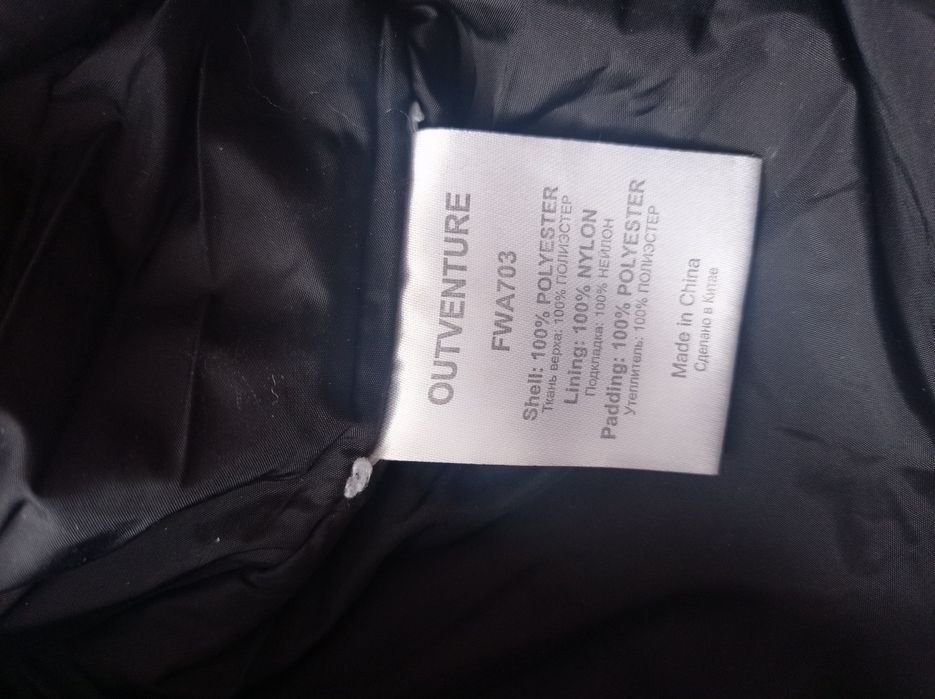 OUTVENTURE
FWA703
Shell: 100% POLYESTER
Ткань верха: 100% ПОЛИЭСТЕР
Lining: 100% NYLON
Подкладка: 100% НЕЙЛОН
Padding: 100% POLYESTER
Утеплитель: 100% ПОЛИЭСТЕР
Made in China
Сделано в Китае